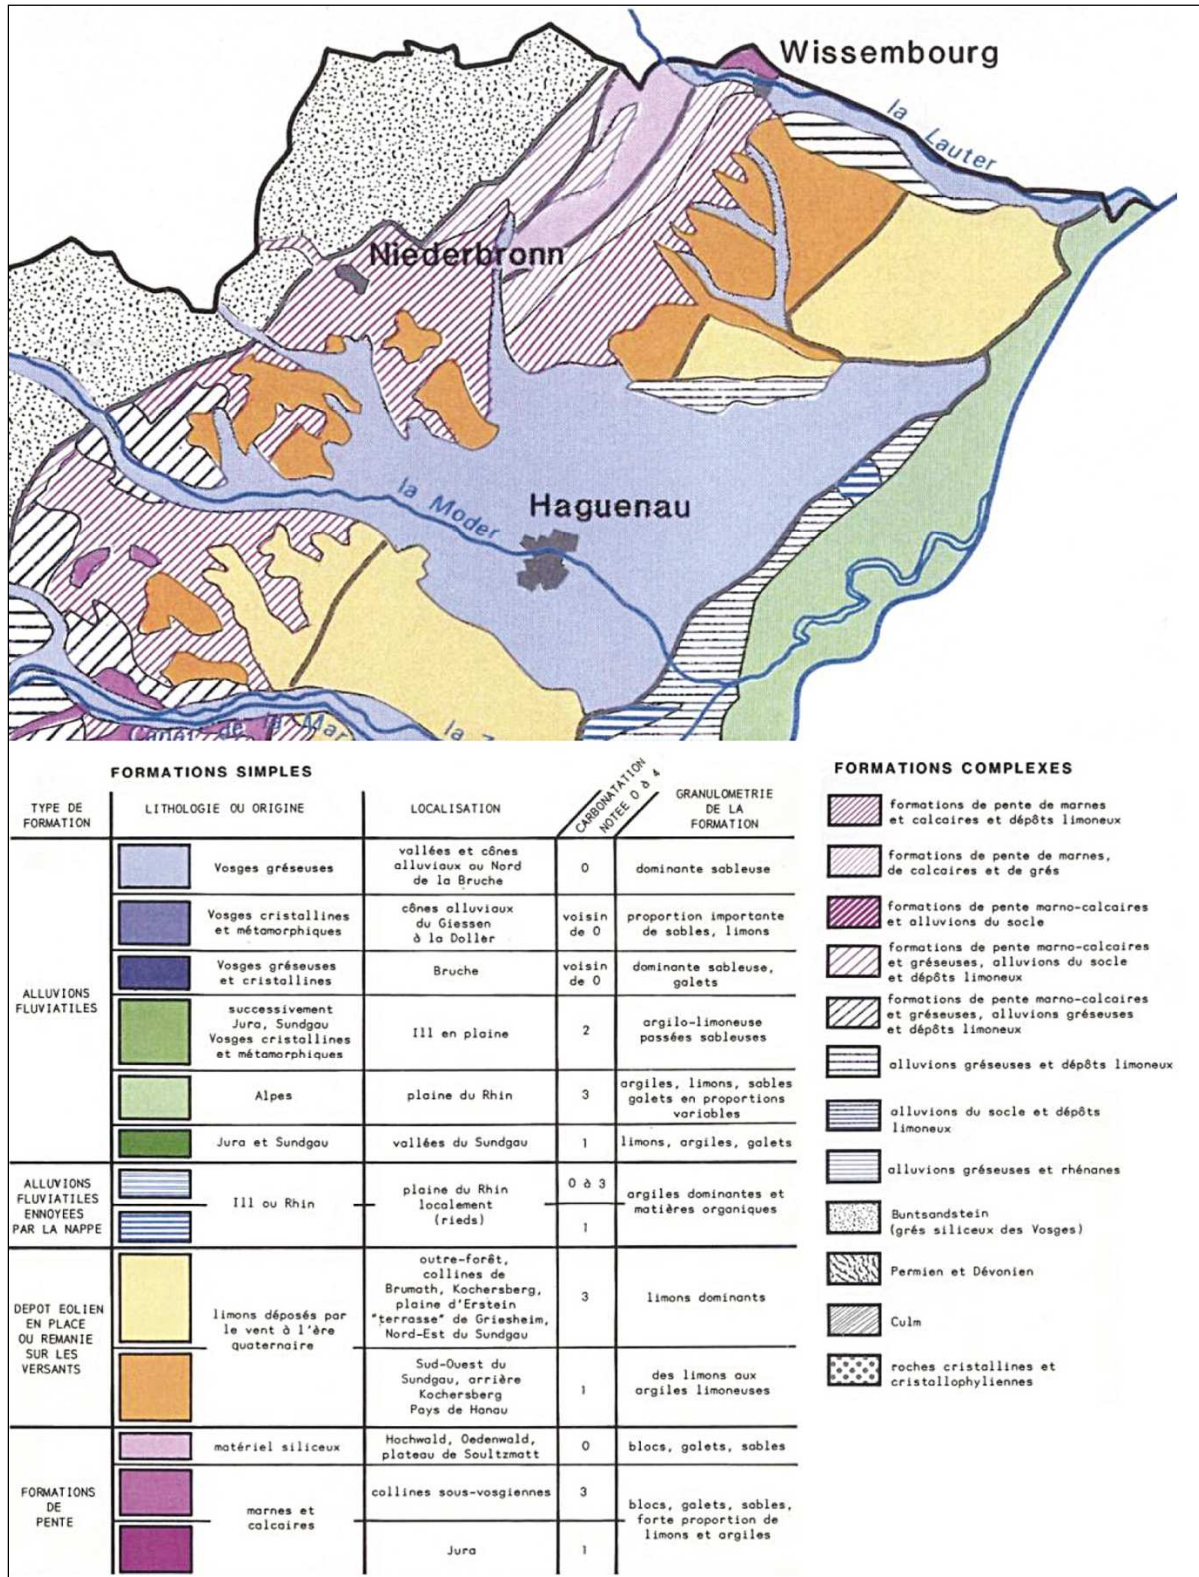 Wissembourg
la Lauter
Niederbronn
la Moder
Haguenau
Canal de la Mar
la Z
FORMATIONS SIMPLES
TYPE DE
FORMATION
LITHOLOGIE OU ORIGINE
LOCALISATION
CARBONATATION
NOTEE 0 à 4
GRANULOMETRIE
DE LA
FORMATION
ALLUVIONS
FLUVIATILES
Vosges gréseuses
vallées et cônes
alluviaux au Nord
de la Bruche
0
dominante sableuse
Vosges cristallines
et métamorphiques
cônes alluviaux
du Giessen
à la Doller
voisin
de 0
proportion importante
de sables, limons
Vosges gréseuses
et cristallines
Bruche
voisin
de 0
dominante sableuse,
galets
successivement
Jura, Sundgau
Vosges cristallines
et métamorphiques
Ill en plaine
2
argilo-limoneuse
passées sableuses
Alpes
plaine du Rhin
3
argiles, limons, sables
galets en proportions
variables
Jura et Sundgau
vallées du Sundgau
1
limons, argiles, galets
ALLUVIONS
FLUVIATILES
ENNOYEES
PAR LA NAPPE
Ill ou Rhin
plaine du Rhin
localement
(rieds)
0 à 3
1
argiles dominantes et
matières organiques
DEPOT EOLIEN
EN PLACE
OU REMANIE
SUR LES
VERSANTS
limons déposés par
le vent à l'ère
quaternaire
outre-forêt,
collines de
Brumath, Kochersberg,
plaine d'Erstein
"terrasse" de Griesheim,
Nord-Est du Sundgau
3
limons dominants
Sud-Ouest du
Sundgau, arrière
Kochersberg
Pays de Hanau
1
des limons aux
argiles limoneuses
FORMATIONS
DE
PENTE
matériel siliceux
Hochwald, Oedenwald,
plateau de Soultzmatt
0
blocs, galets, sables
marnes et
calcaires
collines sous-vosgiennes
3
Jura
1
blocs, galets, sables,
forte proportion de
limons et argiles
FORMATIONS COMPLEXES
formations de pente de marnes
et calcaires et dépôts limoneux
formations de pente de marnes,
de calcaires et de grés
formations de pente marno-calcaires
et alluvions du socle
formations de pente marno-calcaires
et gréseuses, alluvions du socle
et dépôts limoneux
formations de pente marno-calcaires
et gréseuses, alluvions gréseuses
et dépôts limoneux
alluvions gréseuses et dépôts limoneux
alluvions du socle et dépôts
limoneux
alluvions gréseuses et rhénanes
Buntsandstein
(grés siliceux des Vosges)
Permien et Dévonien
Culm
roches cristallines et
cristallophyliennes